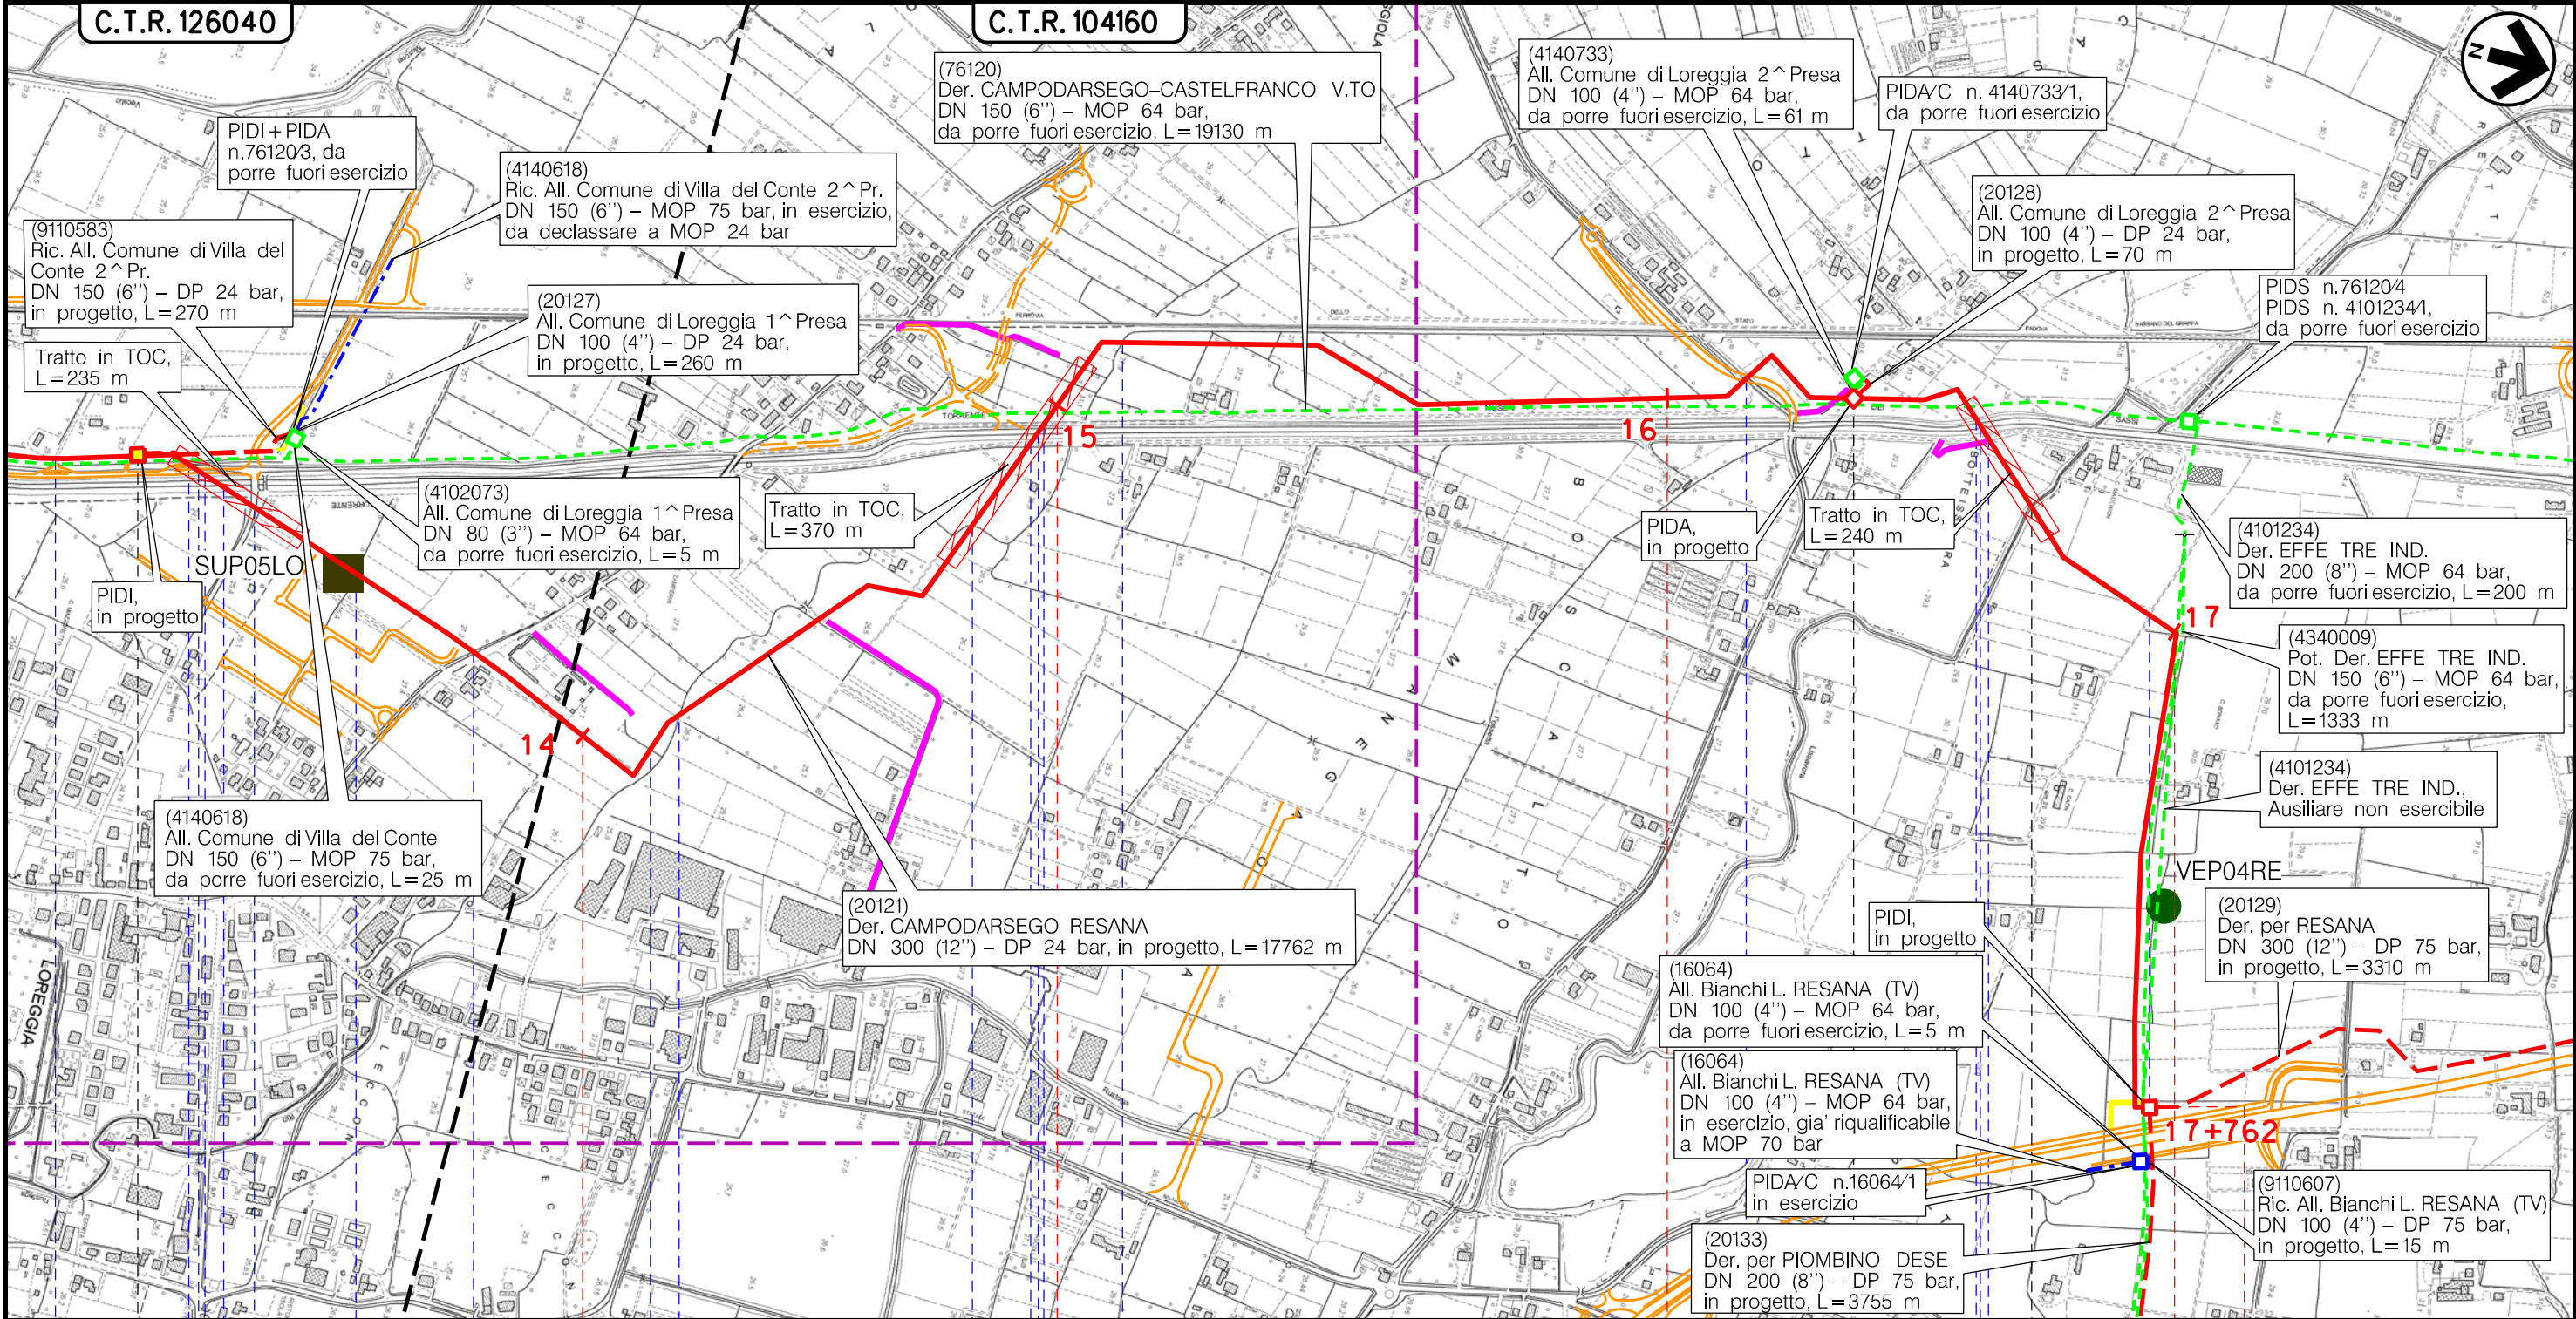 C.T.R. 126040
C.T.R. 104160
N
(76120)
Der. CAMPODARSEGO–CASTELFRANCO V.TO
DN 150 (6'') – MOP 64 bar,
da porre fuori esercizio, L=19130 m
(4140733)
All. Comune di Loreggia 2^Presa
DN 100 (4'') – MOP 64 bar,
da porre fuori esercizio, L=61 m
PIDA/C n. 4140733/1,
da porre fuori esercizio
PIDI+PIDA
n.76120/3, da
porre fuori esercizio
(4140618)
Ric. All. Comune di Villa del Conte 2^Pr.
DN 150 (6'') – MOP 75 bar, in esercizio,
da declassare a MOP 24 bar
(20128)
All. Comune di Loreggia 2^Presa
DN 100 (4'') – DP 24 bar,
in progetto, L=70 m
(9110583)
Ric. All. Comune di Villa del
Conte 2^Pr.
DN 150 (6'') – DP 24 bar,
in progetto, L=270 m
(20127)
All. Comune di Loreggia 1^Presa
DN 100 (4'') – DP 24 bar,
in progetto, L=260 m
PIDS n.76120/4
PIDS n. 4101234/1,
da porre fuori esercizio
Tratto in TOC,
L=235 m
FERROVIA
DELLO
STATO
PADOVA
BASSANO DEL GRAPPA
TORRENTE
SASSI
15
16
(4102073)
All. Comune di Loreggia 1^Presa
DN 80 (3'') – MOP 64 bar,
da porre fuori esercizio, L=5 m
Tratto in TOC,
L=370 m
PIDA,
in progetto
Tratto in TOC,
L=240 m
(4101234)
Der. EFFE TRE IND.
DN 200 (8'') – MOP 64 bar,
da porre fuori esercizio, L=200 m
TORRENTE
SUP05LO
PIDI,
in progetto
17
(4340009)
Pot. Der. EFFE TRE IND.
DN 150 (6'') – MOP 64 bar,
da porre fuori esercizio,
L=1333 m
14
(4101234)
Der. EFFE TRE IND.,
Ausiliare non esercibile
(4140618)
All. Comune di Villa del Conte
DN 150 (6'') – MOP 75 bar,
da porre fuori esercizio, L=25 m
VEP04RE
(20121)
Der. CAMPODARSEGO–RESANA
DN 300 (12'') – DP 24 bar, in progetto, L=17762 m
PIDI,
in progetto
(20129)
Der. per RESANA
DN 300 (12'') – DP 75 bar,
in progetto, L=3310 m
(16064)
All. Bianchi L. RESANA (TV)
DN 100 (4'') – MOP 64 bar,
da porre fuori esercizio, L=5 m
LOREGGIA
STRADA
(16064)
All. Bianchi L. RESANA (TV)
DN 100 (4'') – MOP 64 bar,
in esercizio, gia' riqualificabile
a MOP 70 bar
17+762
PIDA/C n.16064/1
in esercizio
(9110607)
Ric. All. Bianchi L. RESANA (TV)
DN 100 (4'') – DP 75 bar,
in progetto, L=15 m
(20133)
Der. per PIOMBINO DESE
DN 200 (8'') – DP 75 bar,
in progetto, L=3755 m